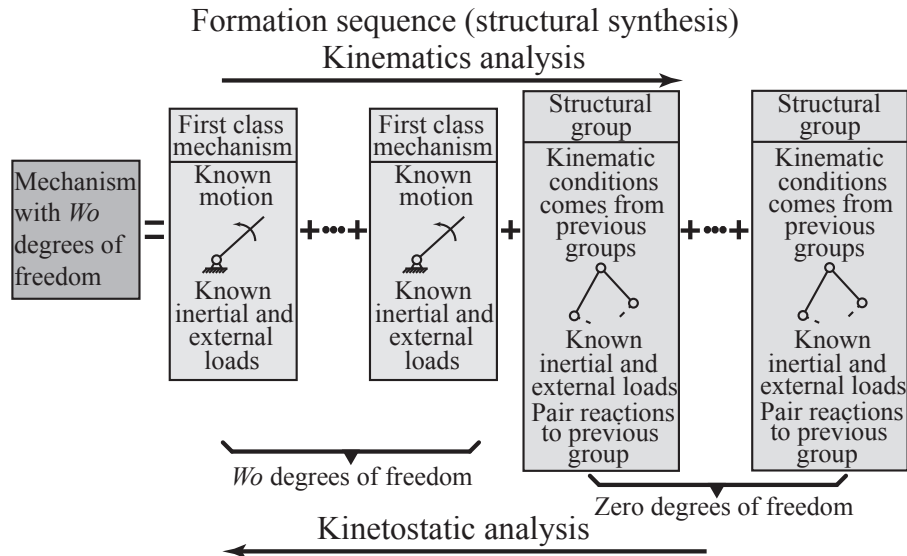 Formation sequence (structural synthesis)
Kinematics analysis
Mechanism
with Wo
degrees of
freedom
=
First class
mechanism
Known
motion
Known
inertial and
external
loads
+•••+
First class
mechanism
Known
motion
Known
inertial and
external
loads
+
Structural
group
Kinematic
conditions
comes from
previous
groups
Known
inertial and
external loads
Pair reactions
to previous
group
+•••+
Structural
group
Kinematic
conditions
comes from
previous
groups
Known
inertial and
external loads
Pair reactions
to previous
group
Wo degrees of freedom
Zero degrees of freedom
Kinetostatic analysis